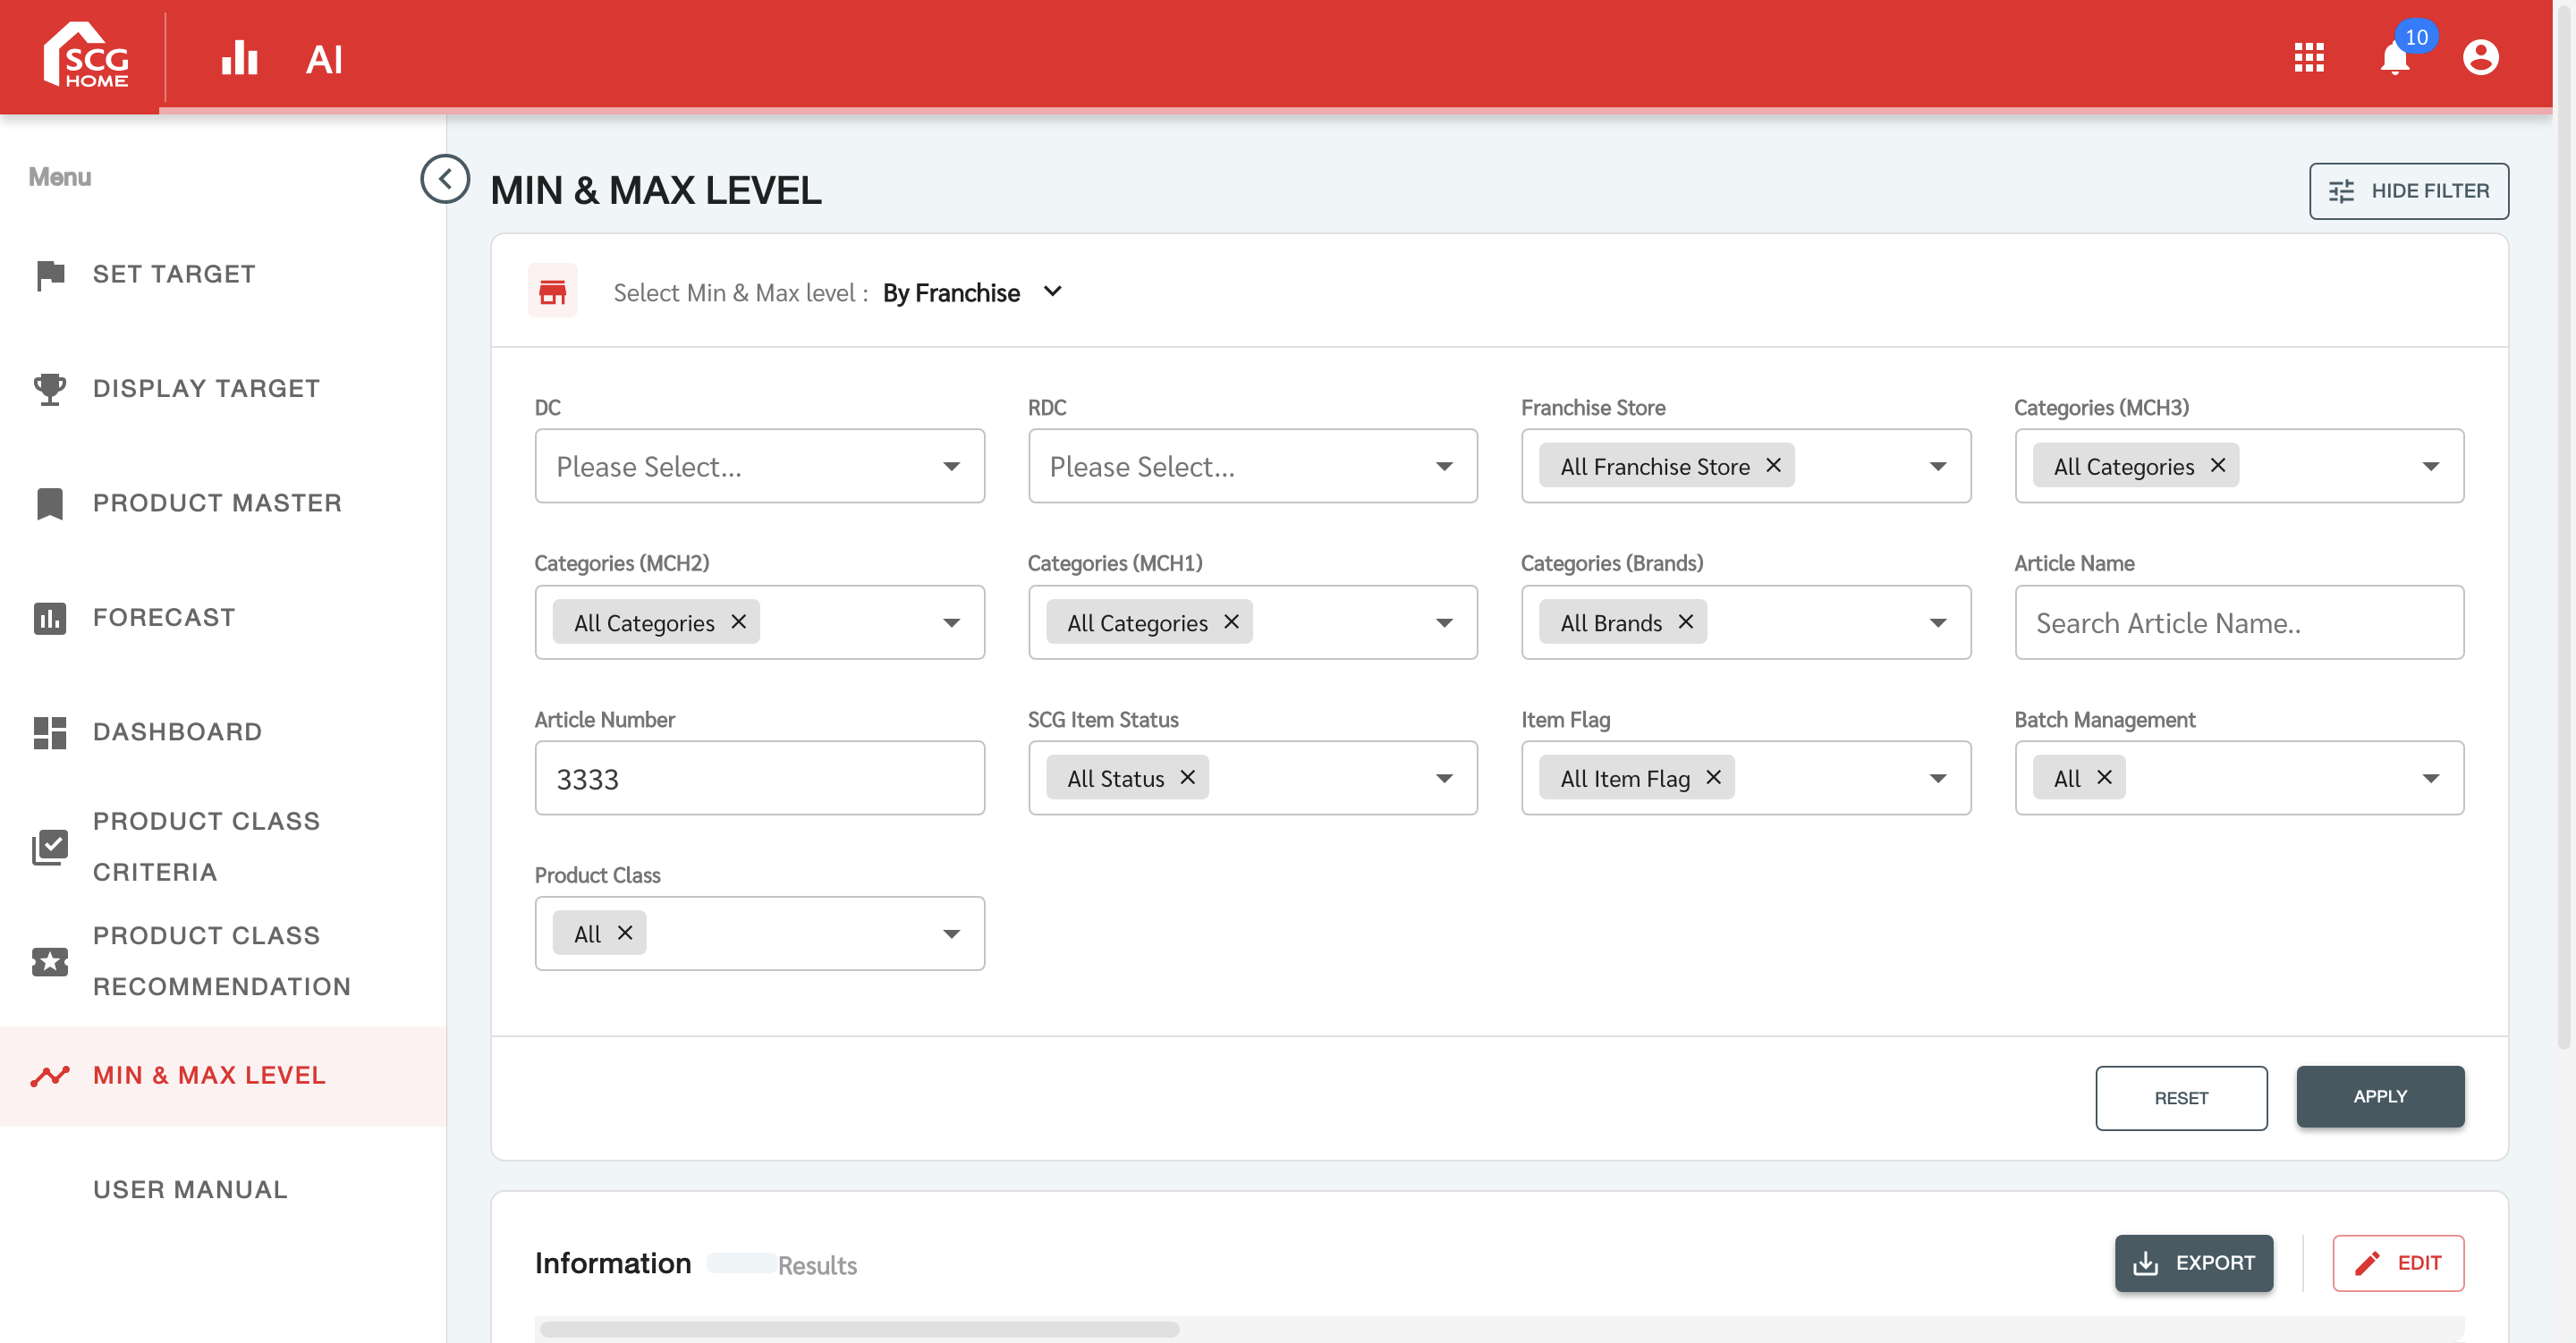 SCG
HOME
AI
10
Menu
SET TARGET
DISPLAY TARGET
PRODUCT MASTER
FORECAST
DASHBOARD
PRODUCT CLASS
CRITERIA
PRODUCT CLASS
RECOMMENDATION
MIN & MAX LEVEL
USER MANUAL
MIN & MAX LEVEL
HIDE FILTER
Select Min & Max level : By Franchise
DC
RDC
Franchise Store
Categories (MCH3)
Please Select...
Please Select...
All Franchise Store
All Categories
Categories (MCH2)
Categories (MCH1)
Categories (Brands)
Article Name
All Categories
All Categories
All Brands
Search Article Name..
Article Number
SCG Item Status
Item Flag
Batch Management
3333
All Status
All Item Flag
All
Product Class
All
RESET
APPLY
Information
Results
EXPORT
EDIT